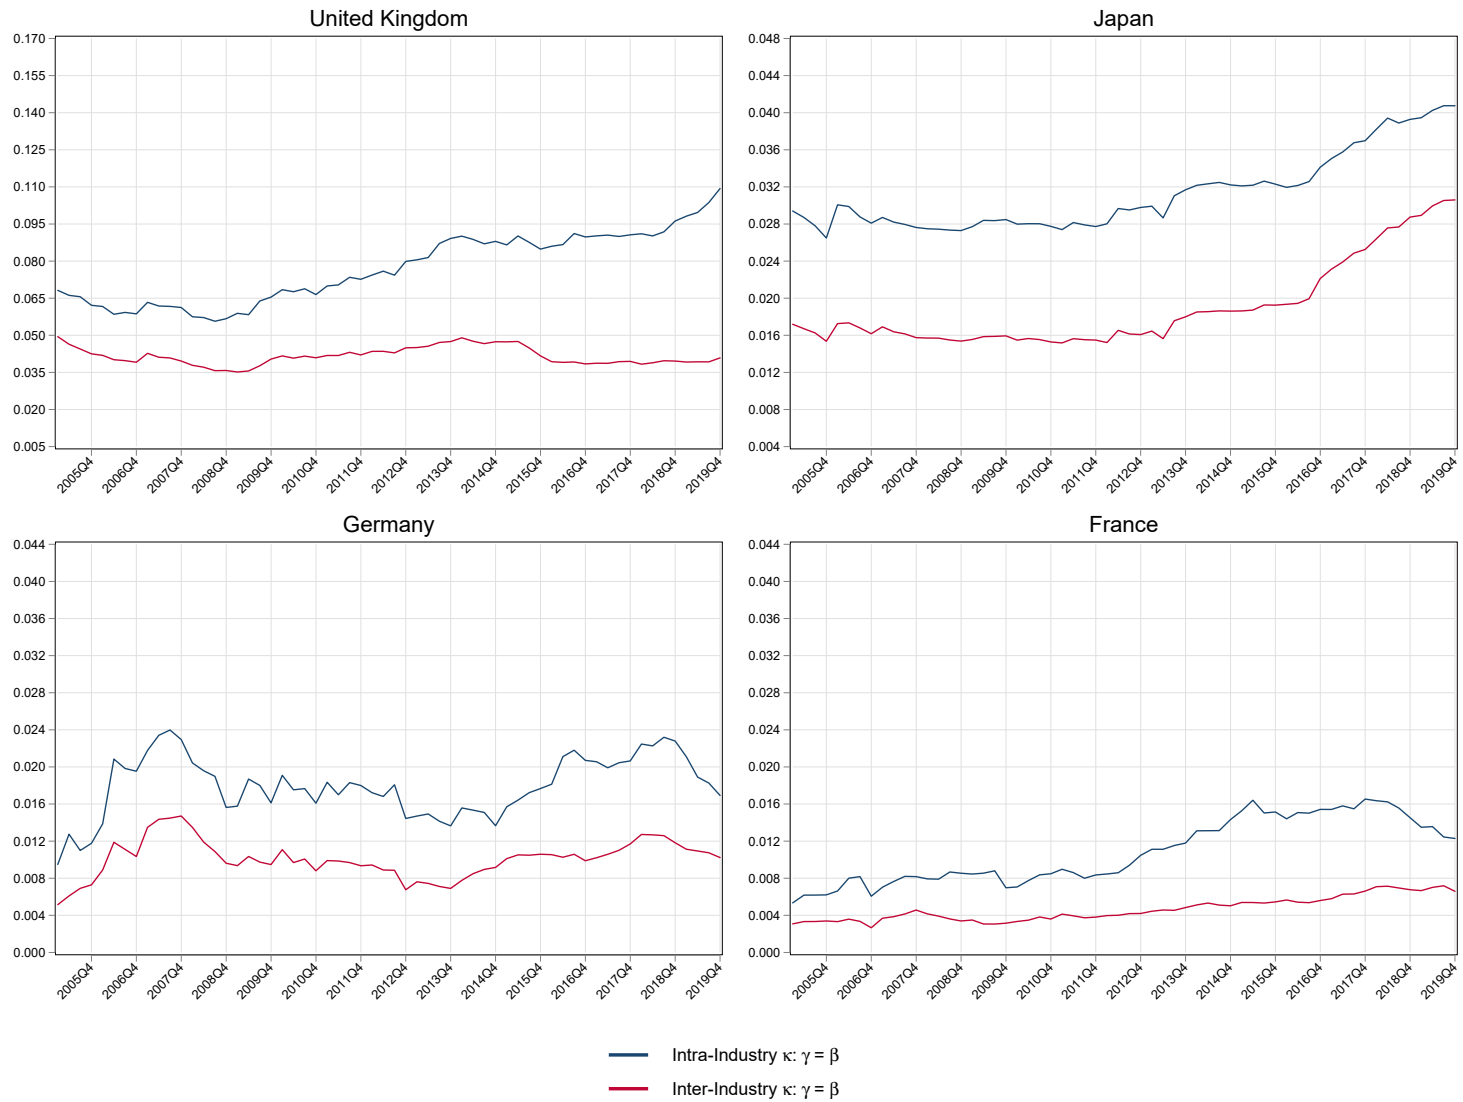 United Kingdom
0.170
0.155
0.140
0.125
0.110
0.095
0.080
0.065
0.050
0.035
0.020
0.005
2005Q4
2006Q4
2007Q4
2008Q4
2009Q4
2010Q4
2011Q4
2012Q4
2013Q4
2014Q4
2015Q4
2016Q4
2017Q4
2018Q4
2019Q4
Japan
0.048
0.044
0.040
0.036
0.032
0.028
0.024
0.020
0.016
0.012
0.008
0.004
2005Q4
2006Q4
2007Q4
2008Q4
2009Q4
2010Q4
2011Q4
2012Q4
2013Q4
2014Q4
2015Q4
2016Q4
2017Q4
2018Q4
2019Q4
Germany
0.044
0.040
0.036
0.032
0.028
0.024
0.020
0.016
0.012
0.008
0.004
0.000
2005Q4
2006Q4
2007Q4
2008Q4
2009Q4
2010Q4
2011Q4
2012Q4
2013Q4
2014Q4
2015Q4
2016Q4
2017Q4
2018Q4
2019Q4
France
0.044
0.040
0.036
0.032
0.028
0.024
0.020
0.016
0.012
0.008
0.004
0.000
2005Q4
2006Q4
2007Q4
2008Q4
2009Q4
2010Q4
2011Q4
2012Q4
2013Q4
2014Q4
2015Q4
2016Q4
2017Q4
2018Q4
2019Q4
Intra-Industry κ: γ = β
Inter-Industry κ: γ = β